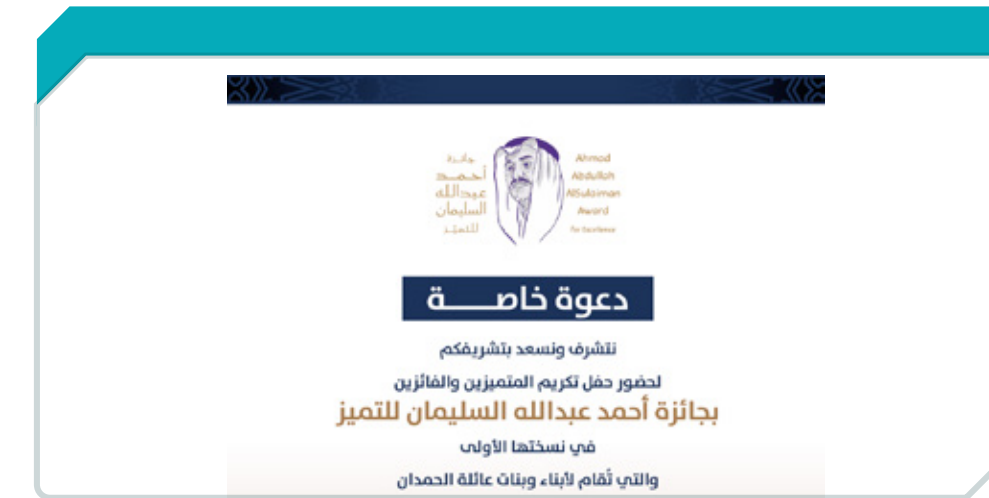 جائزة
أحمد
عبدالله
السليمان
للتميز
Ahmad
Abdullah
AlSulaiman
Award
for Excellence
دعوة خاصــــة
نتشرف ونسعد بتشريفكم
لحضور حفل تكريم المتميزين والفائزين
بجائزة أحمد عبدالله السليمان للتميز
في نسختها الأولى
والتي تُقام لأبناء وبنات عائلة الحمدان